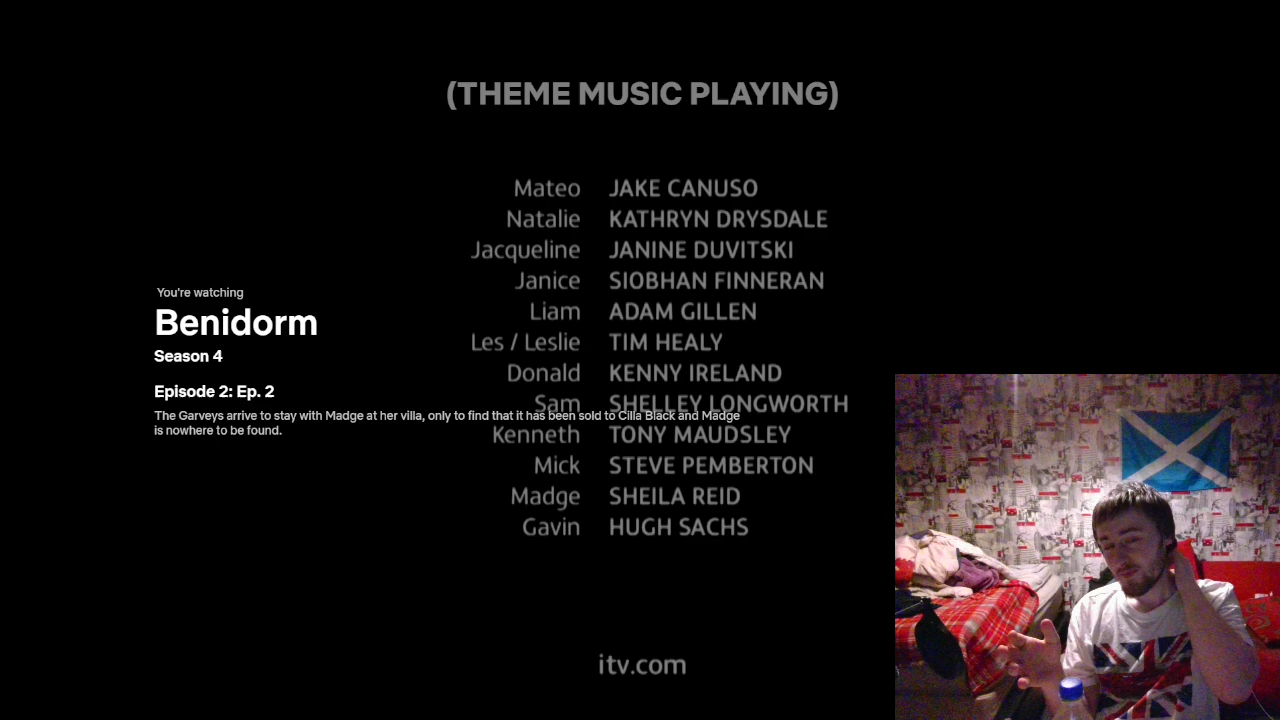 (THEME MUSIC PLAYING)
Mateo JAKE CANUSO
Natalie KATHRYN DRYSDALE
Jacqueline JANINE DUVITSKI
Janice SIOBHAN FINNERAN
Liam ADAM GILLEN
Les / Leslie TIM HEALY
Donald KENNY IRELAND
Sam SHELLEY LONGWORTH
Kenneth TONY MAUDSLEY
Mick STEVE PEMBERTON
Madge SHEILA REID
Gavin HUGH SACHS
itv.com
You're watching
Benidorm
Season 4
Episode 2: Ep. 2
The Garveys arrive to stay with Madge at her villa, only to find that it has been sold to Cilla Black and Madge
is nowhere to be found.